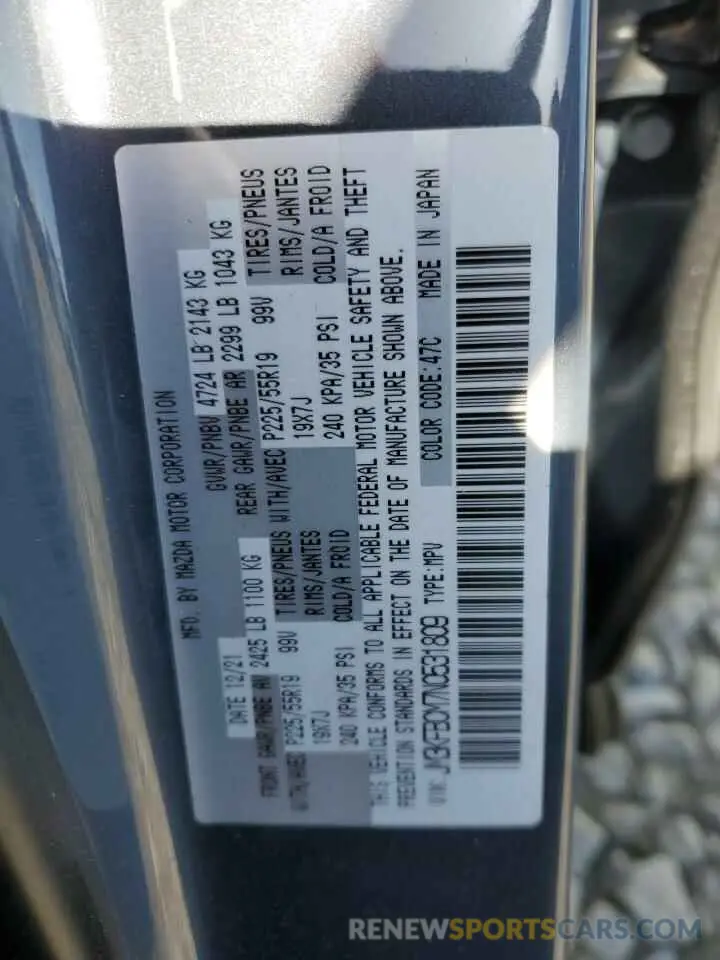 MFD. BY MAZDA MOTOR CORPORATION
DATE 12/21 GVWR/PNBV 4724 LB 2143 KG
FRONT GAWR/PNBE AV 2425 LB 1100 KG REAR GAWR/PNBE AR 2299 LB 1043 KG
WITH/AVEC P225/55R19 99V TIRES/PNEUS WITH/AVEC P225/55R19 99V TIRES/PNEUS
19X7J RIMS/JANTES 19X7J RIMS/JANTES
240 KPA/35 PSI COLD/A FROID 240 KPA/35 PSI COLD/A FROID
THIS VEHICLE CONFORMS TO ALL APPLICABLE FEDERAL MOTOR VEHICLE SAFETY AND THEFT
PREVENTION STANDARDS IN EFFECT ON THE DATE OF MANUFACTURE SHOWN ABOVE.
VIN: JM3KFBCM7N0531809 TYPE:MPV COLOR CODE:47C MADE IN JAPAN
RENEWSPORTSCARS.COM